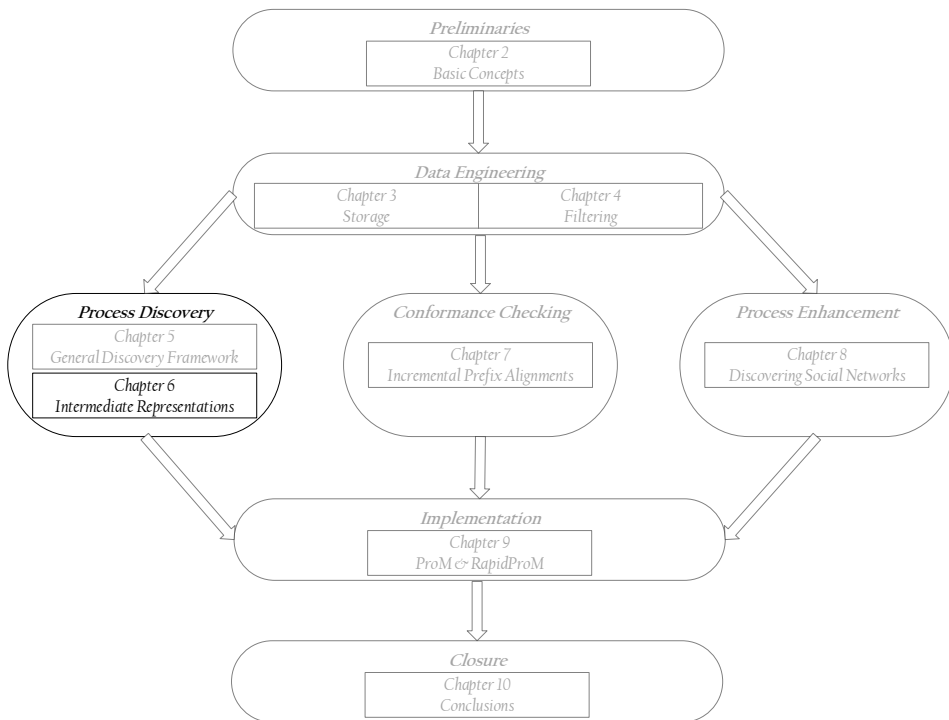 Preliminaries
Chapter 2
Basic Concepts
Data Engineering
Chapter 3
Storage
Chapter 4
Filtering
Process Discovery
Chapter 5
General Discovery Framework
Chapter 6
Intermediate Representations
Conformance Checking
Chapter 7
Incremental Prefix Alignments
Process Enhancement
Chapter 8
Discovering Social Networks
Implementation
Chapter 9
ProM & RapidProM
Closure
Chapter 10
Conclusions